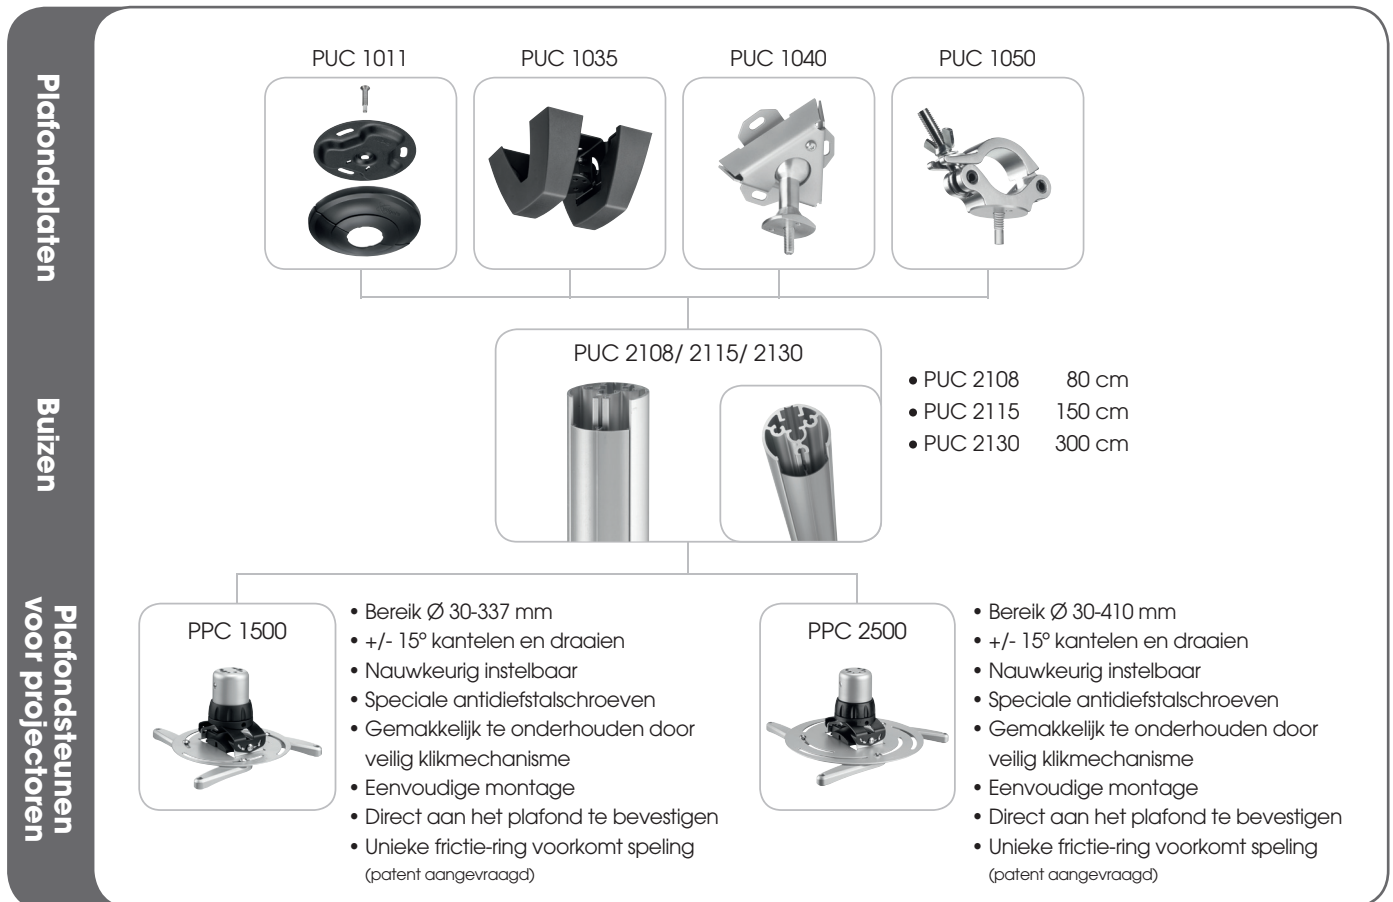 Plafondplaten
PUC 1011
PUC 1035
PUC 1040
PUC 1050
Buizen
PUC 2108/ 2115/ 2130
• PUC 2108 80 cm
• PUC 2115 150 cm
• PUC 2130 300 cm
Plafondsteunen
voor projectoren
PPC 1500
• Bereik Ø 30-337 mm
• +/- 15° kantelen en draaien
• Nauwkeurig instelbaar
• Speciale antidiefstalschroeven
• Gemakkelijk te onderhouden door
veilig klikmechanisme
• Eenvoudige montage
• Direct aan het plafond te bevestigen
• Unieke frictie-ring voorkomt speling
(patent aangevraagd)
PPC 2500
• Bereik Ø 30-410 mm
• +/- 15° kantelen en draaien
• Nauwkeurig instelbaar
• Speciale antidiefstalschroeven
• Gemakkelijk te onderhouden door
veilig klikmechanisme
• Eenvoudige montage
• Direct aan het plafond te bevestigen
• Unieke frictie-ring voorkomt speling
(patent aangevraagd)